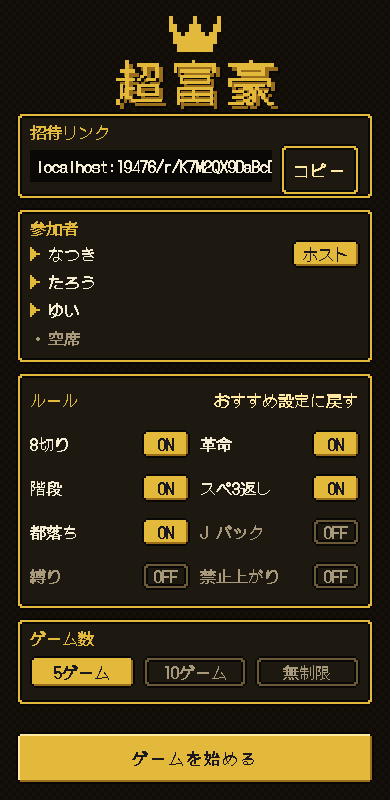 超富豪
招待リンク
localhost:19476/r/K7M2QX9DaBc
コピー
参加者
なつき ホスト
たろう
ゆい
・空席
ルール おすすめ設定に戻す
8切り ON 革命 ON
階段 ON スペ3返し ON
都落ち ON J バック OFF
縛り OFF 禁止上がり OFF
ゲーム数
5ゲーム 10ゲーム 無制限
ゲームを始める